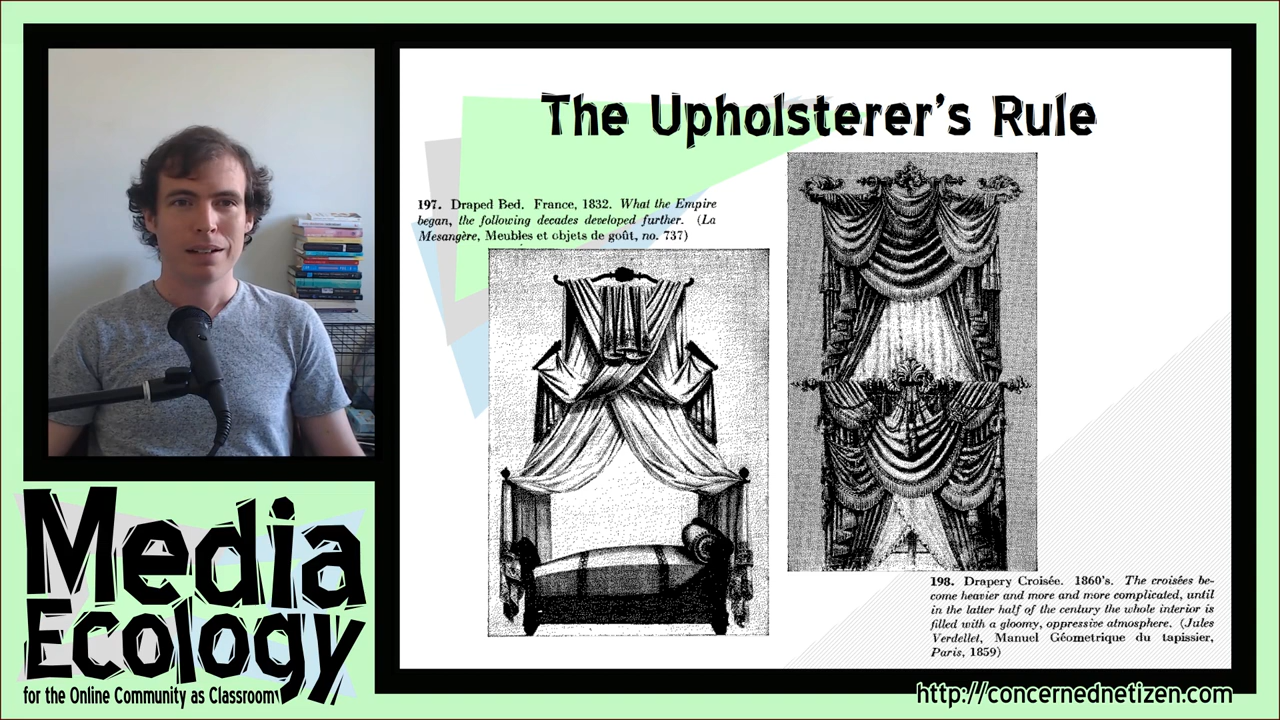 The Upholsterer's Rule
197. Draped Bed. France, 1832. What the Empire
began, the following decades developed further. (La
Mesangère, Meubles et objets de goût, no. 737)
198. Drapery Croisée. 1860's. The croisées be-
come heavier and more and more complicated, until
in the latter half of the century the whole interior is
filled with a gloomy, oppressive atmosphere. (Jules
Verdellet, Manuel Géometrique du tapissier,
Paris, 1859)
Media
Ecology
for the Online Community as Classroom
http://concernednetizen.com